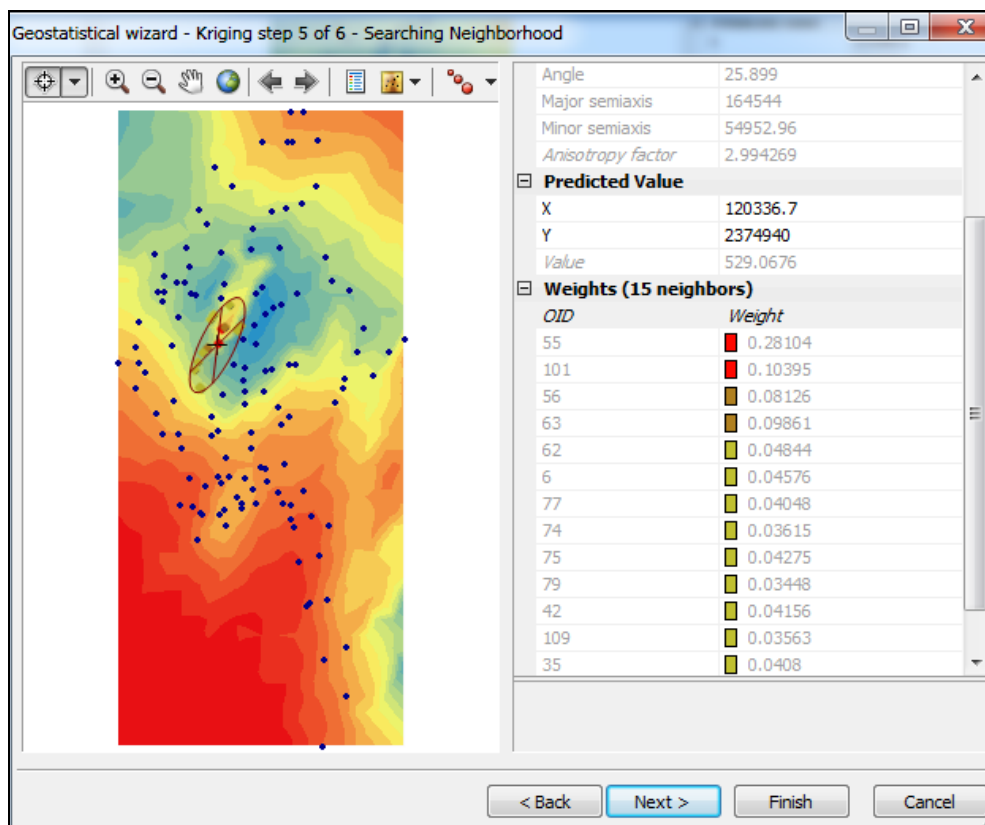 Geostatistical wizard - Kriging step 5 of 6 - Searching Neighborhood
Angle 25.899
Major semiaxis 164544
Minor semiaxis 54952.96
Anisotropy factor 2.994269
Predicted Value
X 120336.7
Y 2374940
Value 529.0676
Weights (15 neighbors)
OID Weight
55 0.28104
101 0.10395
56 0.08126
63 0.09861
62 0.04844
6 0.04576
77 0.04048
74 0.03615
75 0.04275
79 0.03448
42 0.04156
109 0.03563
35 0.0408
< Back Next > Finish Cancel